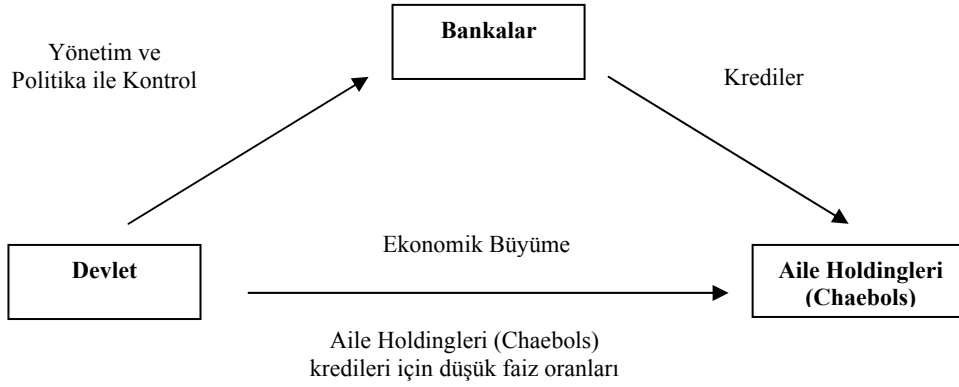 Bankalar
Yönetim ve
Politika ile Kontrol
Krediler
Devlet
Ekonomik Büyüme
Aile Holdingleri
(Chaebols)
Aile Holdingleri (Chaebols)
kredileri için düşük faiz oranları